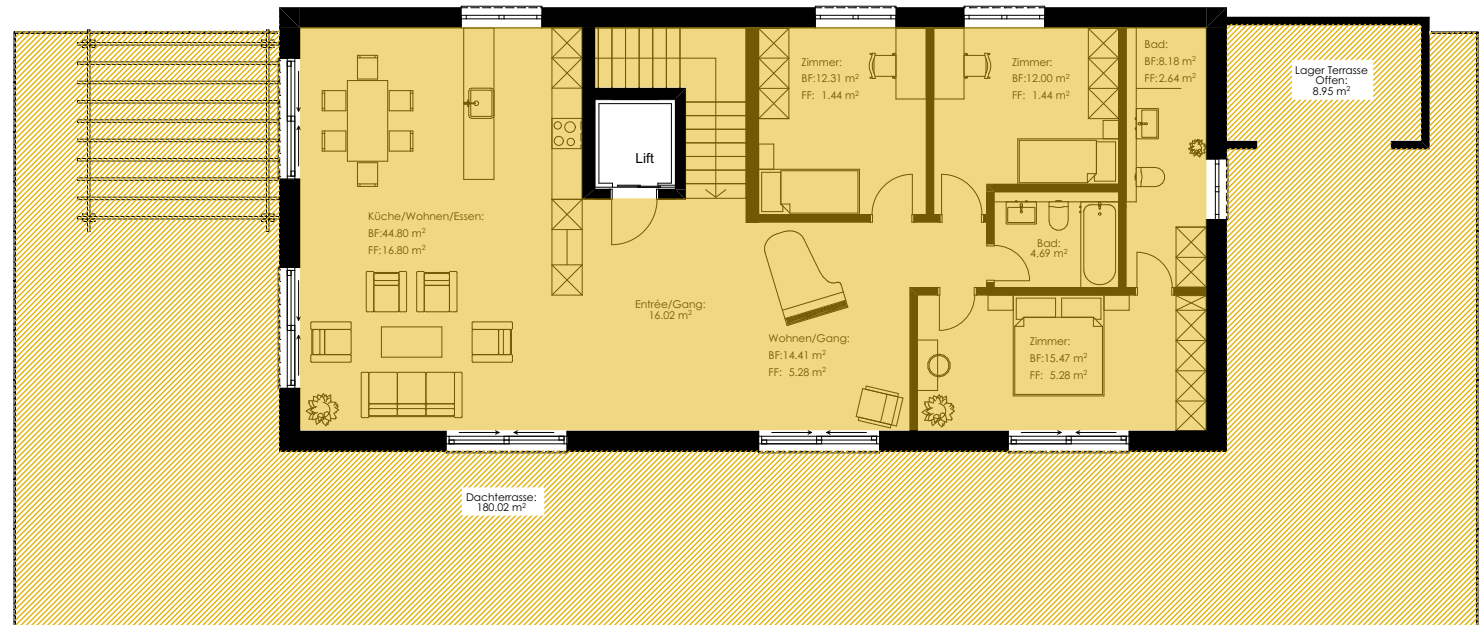 Zimmer:
BF:12.31 m²
FF: 1.44 m²
Zimmer:
BF:12.00 m²
FF: 1.44 m²
Bad:
BF:8.18 m²
FF:2.64 m²
Lager Terrasse
Offen:
8.95 m²
Lift
Küche/Wohnen/Essen:
BF:44.80 m²
FF:16.80 m²
Bad:
4.69 m²
Entrée/Gang:
16.02 m²
Wohnen/Gang:
BF:14.41 m²
FF: 5.28 m²
Zimmer:
BF:15.47 m²
FF: 5.28 m²
Dachterrasse:
180.02 m²